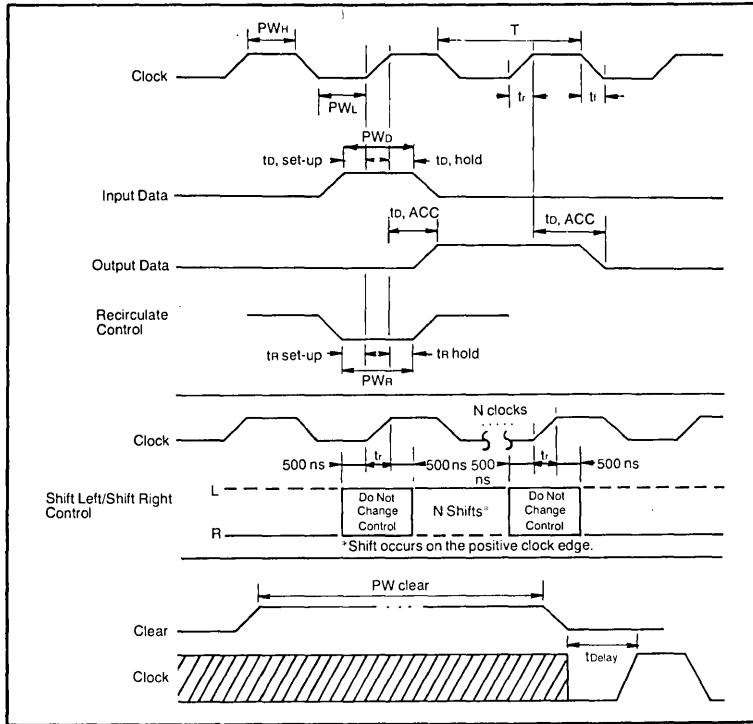 PWH
T
Clock
tr
tf
PWL
PWD
tD, set-up
tD, hold
Input Data
tD, ACC
tD, ACC
Output Data
Recirculate
Control
tR set-up
tR hold
PWR
N clocks
. . . . . .
Clock
500 ns
tr
500 ns
500
ns
tr
500 ns
Shift Left/Shift Right
Control
L
R
Do Not
Change
Control
N Shifts*
Do Not
Change
Control
*Shift occurs on the positive clock edge.
PW clear
. . .
Clear
tDelay
Clock